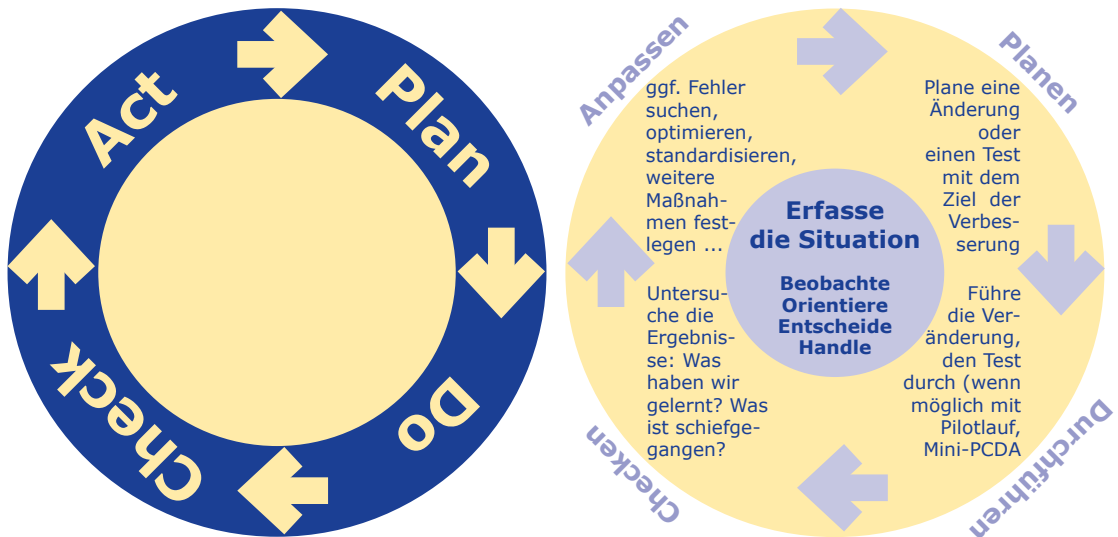 Act
Plan
Do
Check
Anpassen
Planen
ggf. Fehler
suchen,
optimieren,
standardisieren,
weitere
Maßnah-
men fest-
legen ...
Plane eine
Änderung
oder
einen Test
mit dem
Ziel der
Verbes-
serung
Erfasse
die Situation
Beobachte
Orientiere
Entscheide
Handle
Untersu-
che die
Ergebnis-
se: Was
haben wir
gelernt? Was
ist schiefge-
gangen?
Führe
die Ver-
änderung,
den Test
durch (wenn
möglich mit
Pilotlauf,
Mini-PCDA
Checken
Durchführen